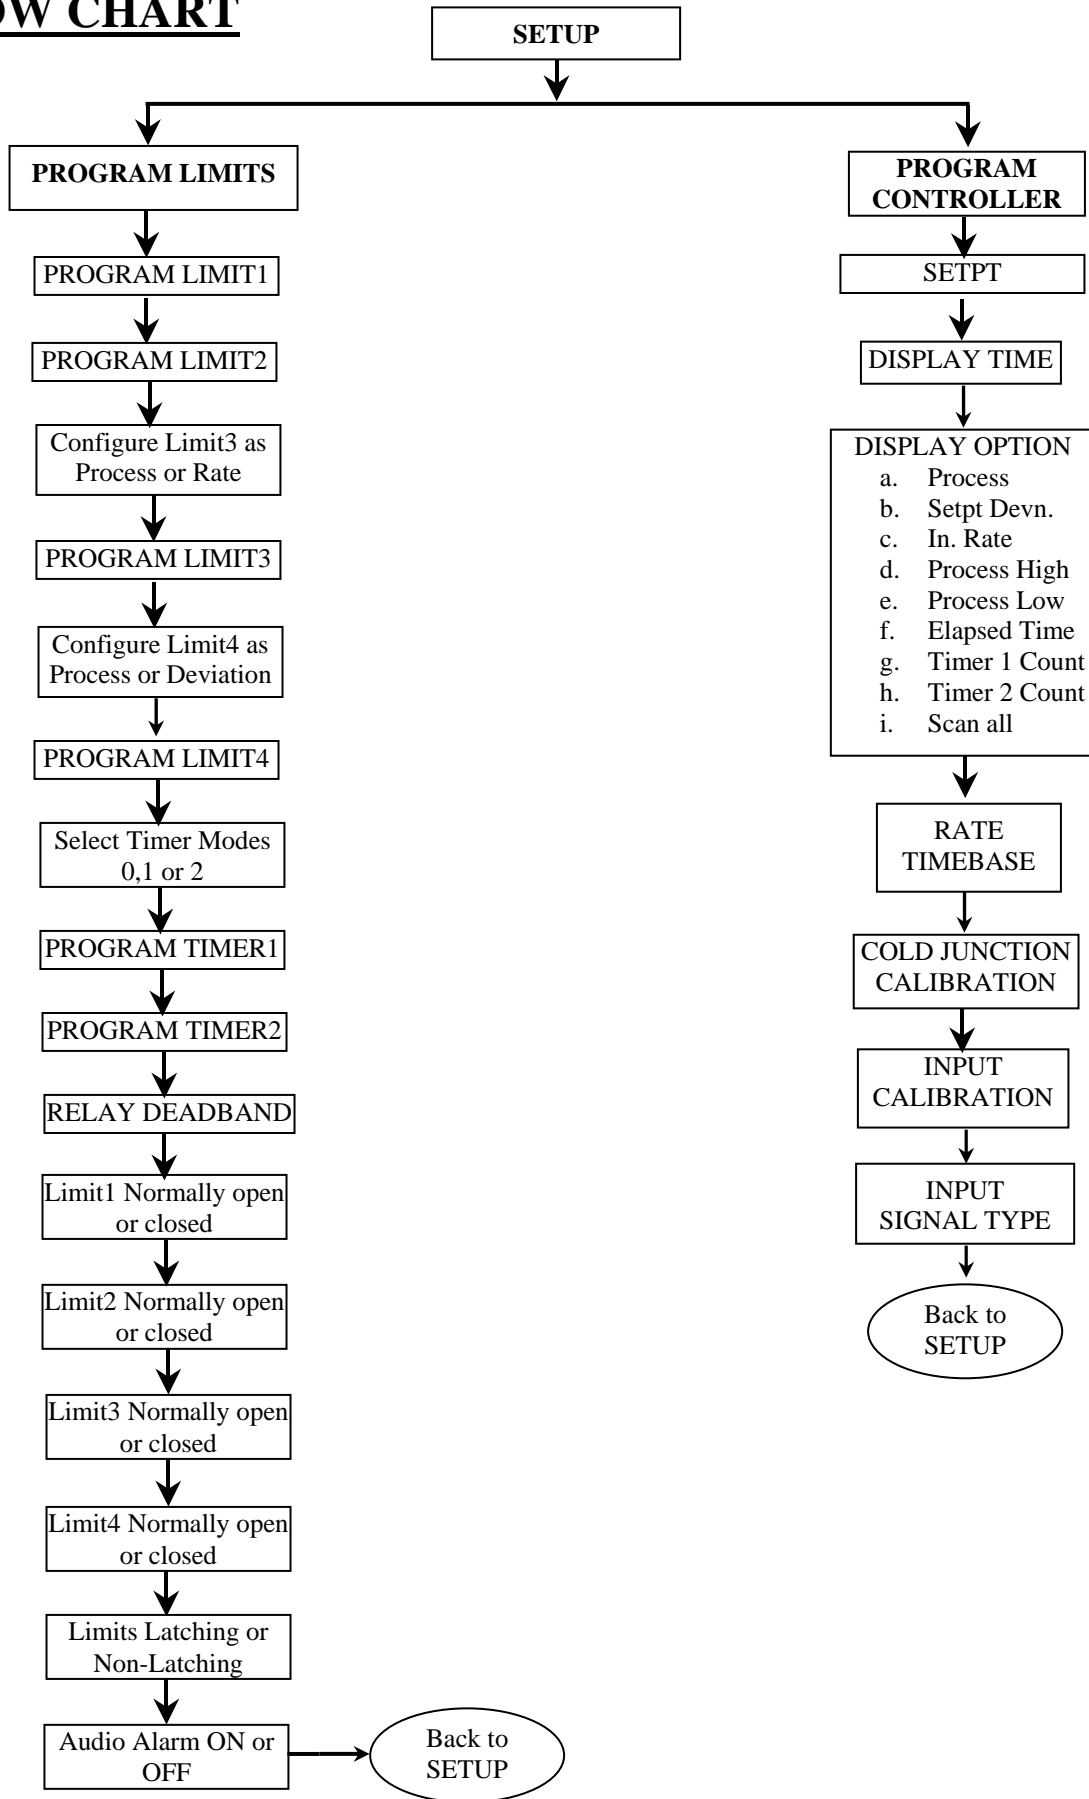 OW CHART
SETUP
PROGRAM LIMITS
PROGRAM LIMIT1
PROGRAM LIMIT2
Configure Limit3 as
Process or Rate
PROGRAM LIMIT3
Configure Limit4 as
Process or Deviation
PROGRAM LIMIT4
Select Timer Modes
0,1 or 2
PROGRAM TIMER1
PROGRAM TIMER2
RELAY DEADBAND
Limit1 Normally open
or closed
Limit2 Normally open
or closed
Limit3 Normally open
or closed
Limit4 Normally open
or closed
Limits Latching or
Non-Latching
Audio Alarm ON or
OFF
Back to
SETUP
PROGRAM
CONTROLLER
SETPT
DISPLAY TIME
DISPLAY OPTION
a. Process
b. Setpt Devn.
c. In. Rate
d. Process High
e. Process Low
f. Elapsed Time
g. Timer 1 Count
h. Timer 2 Count
i. Scan all
RATE
TIMEBASE
COLD JUNCTION
CALIBRATION
INPUT
CALIBRATION
INPUT
SIGNAL TYPE
Back to
SETUP